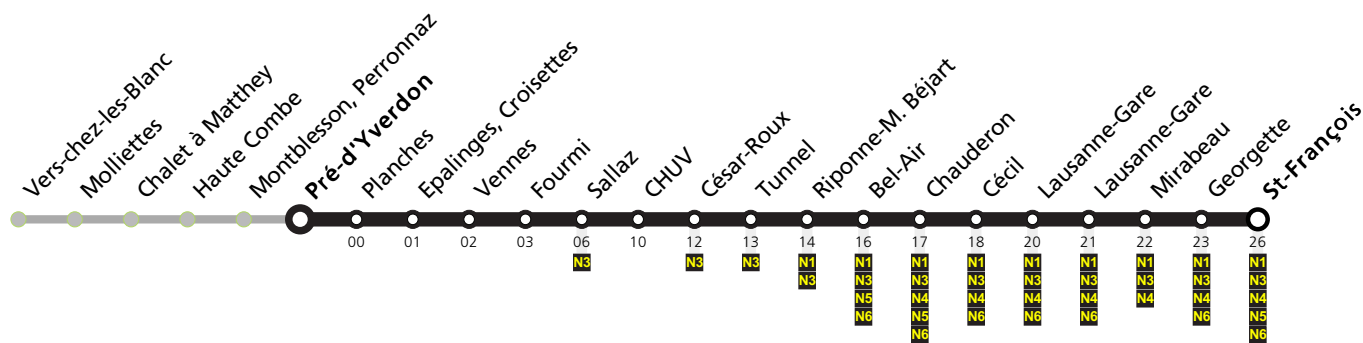 Vers-chez-les-Blanc
Molliettes
Chalet à Matthey
Haute Combe
Montblesson, Perronnaz
Pré-d'Yverdon
Planches
Epalinges, Croisettes
Vennes
Fourmi
Sallaz
CHUV
César-Roux
Tunnel
Riponne-M. Béjart
Bel-Air
Chauderon
Cécil
Lausanne-Gare
Lausanne-Gare
Mirabeau
Georgette
St-François
00 01 02 03 06 10 12 13 14 16 17 18 20 21 22 23 26
N3 N3 N3 N1 N1 N1 N1 N1 N1 N1 N1 N1
N3 N3 N3 N3 N3 N3 N3 N3 N3
N5 N4 N4 N4 N4 N4 N4 N4
N6 N5 N6 N6 N6 N6 N5
N6 N6